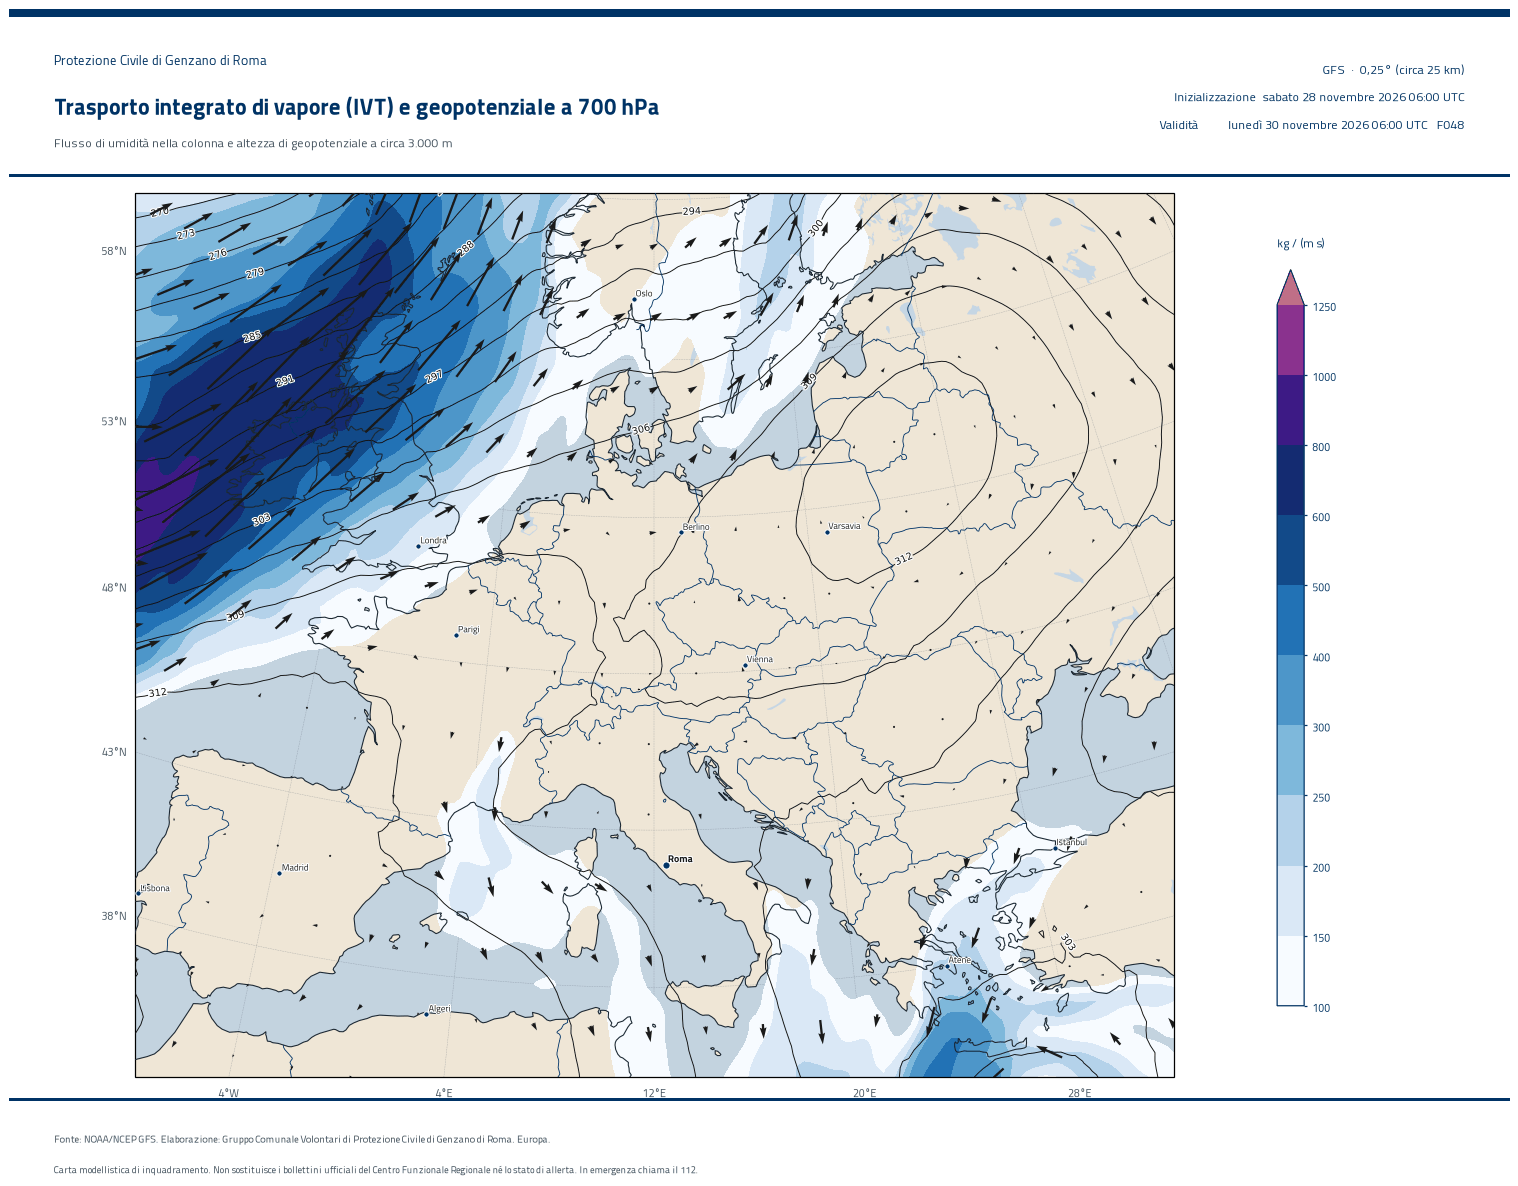 Protezione Civile di Genzano di Roma
Trasporto integrato di vapore (IVT) e geopotenziale a 700 hPa
Flusso di umidità nella colonna e altezza di geopotenziale a circa 3.000 m
GFS · 0,25° (circa 25 km)
Inizializzazione sabato 28 novembre 2026 06:00 UTC
Validità lunedì 30 novembre 2026 06:00 UTC F048
270
273
276
279
285
288
291
294
297
300
303
306
309
309
312
312
303
58°N
53°N
48°N
43°N
38°N
Oslo
Londra
Berlino
Varsavia
Parigi
Vienna
Madrid
Lisbona
Roma
Istanbul
Atene
Algeri
4°W
4°E
12°E
20°E
28°E
kg / (m s)
1250
1000
800
600
500
400
300
250
200
150
100
Fonte: NOAA/NCEP GFS. Elaborazione: Gruppo Comunale Volontari di Protezione Civile di Genzano di Roma. Europa.
Carta modellistica di inquadramento. Non sostituisce i bollettini ufficiali del Centro Funzionale Regionale né lo stato di allerta. In emergenza chiama il 112.